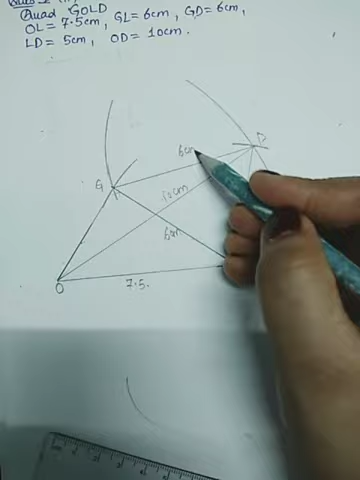 Quad GOLD
OL = 7.5cm, GL = 6cm, GD = 6cm,
LD = 5cm, OD = 10cm.
D
6cm
G
10cm
6cm
O
7.5.